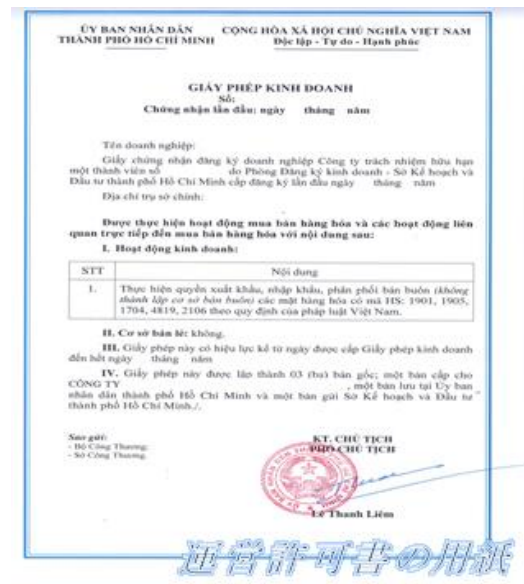 ỦY BAN NHÂN DÂN
THÀNH PHỐ HỒ CHÍ MINH
CỘNG HÒA XÃ HỘI CHỦ NGHĨA VIỆT NAM
Độc lập - Tự do - Hạnh phúc
GIẤY PHÉP KINH DOANH
Số:
Chứng nhận lần đầu: ngày tháng năm
Tên doanh nghiệp:
Giấy chứng nhận đăng ký doanh nghiệp Công ty trách nhiệm hữu hạn
một thành viên số do Phòng Đăng ký kinh doanh - Sở Kế hoạch và
Đầu tư thành phố Hồ Chí Minh cấp đăng ký lần đầu ngày tháng năm
Địa chỉ trụ sở chính:
Được thực hiện hoạt động mua bán hàng hóa và các hoạt động liên
quan trực tiếp đến mua bán hàng hóa với nội dung sau:
I. Hoạt động kinh doanh:
STT Nội dung
1. Thực hiện quyền xuất khẩu, nhập khẩu, phân phối bán buôn (không
thành lập cơ sở bán buôn) các mặt hàng hóa có mã HS: 1901, 1905,
1704, 4819, 2106 theo quy định của pháp luật Việt Nam.
II. Cơ sở bán lẻ: không.
III. Giấy phép này có hiệu lực kể từ ngày được cấp Giấy phép kinh doanh
đến hết ngày tháng năm
IV. Giấy phép này được lập thành 03 (ba) bản gốc; một bản cấp cho
CÔNG TY , một bản lưu tại Ủy ban
nhân dân thành phố Hồ Chí Minh và một bản gửi Sở Kế hoạch và Đầu tư
thành phố Hồ Chí Minh./.
Sao gửi:
- Bộ Công Thương;
- Sở Công Thương;
KT. CHỦ TỊCH
PHÓ CHỦ TỊCH
Lê Thanh Liêm
運営許可書の用紙